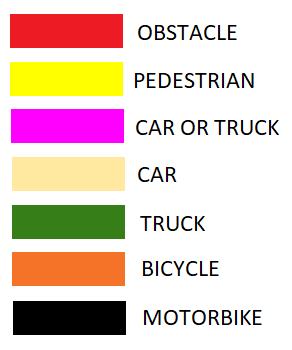 OBSTACLE
PEDESTRIAN
CAR OR TRUCK
CAR
TRUCK
BICYCLE
MOTORBIKE